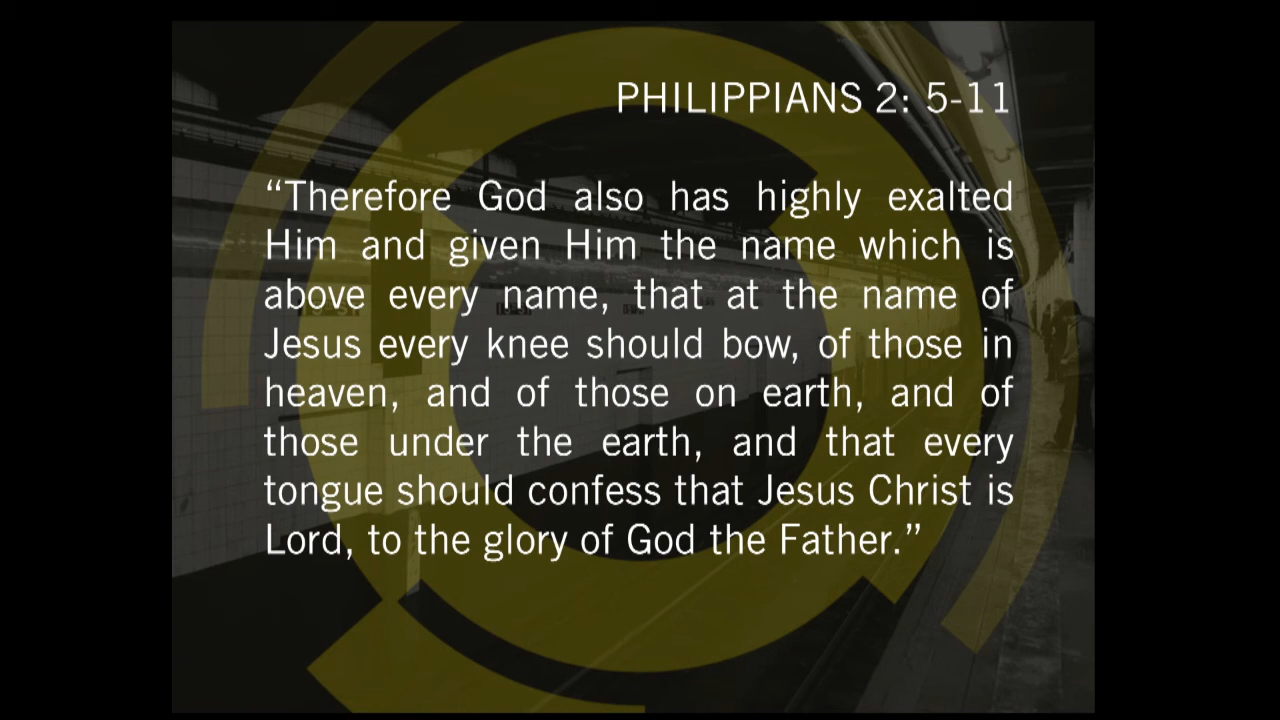 PHILIPPIANS 2: 5-11
“Therefore God also has highly exalted
Him and given Him the name which is
above every name, that at the name of
Jesus every knee should bow, of those in
heaven, and of those on earth, and of
those under the earth, and that every
tongue should confess that Jesus Christ is
Lord, to the glory of God the Father.”